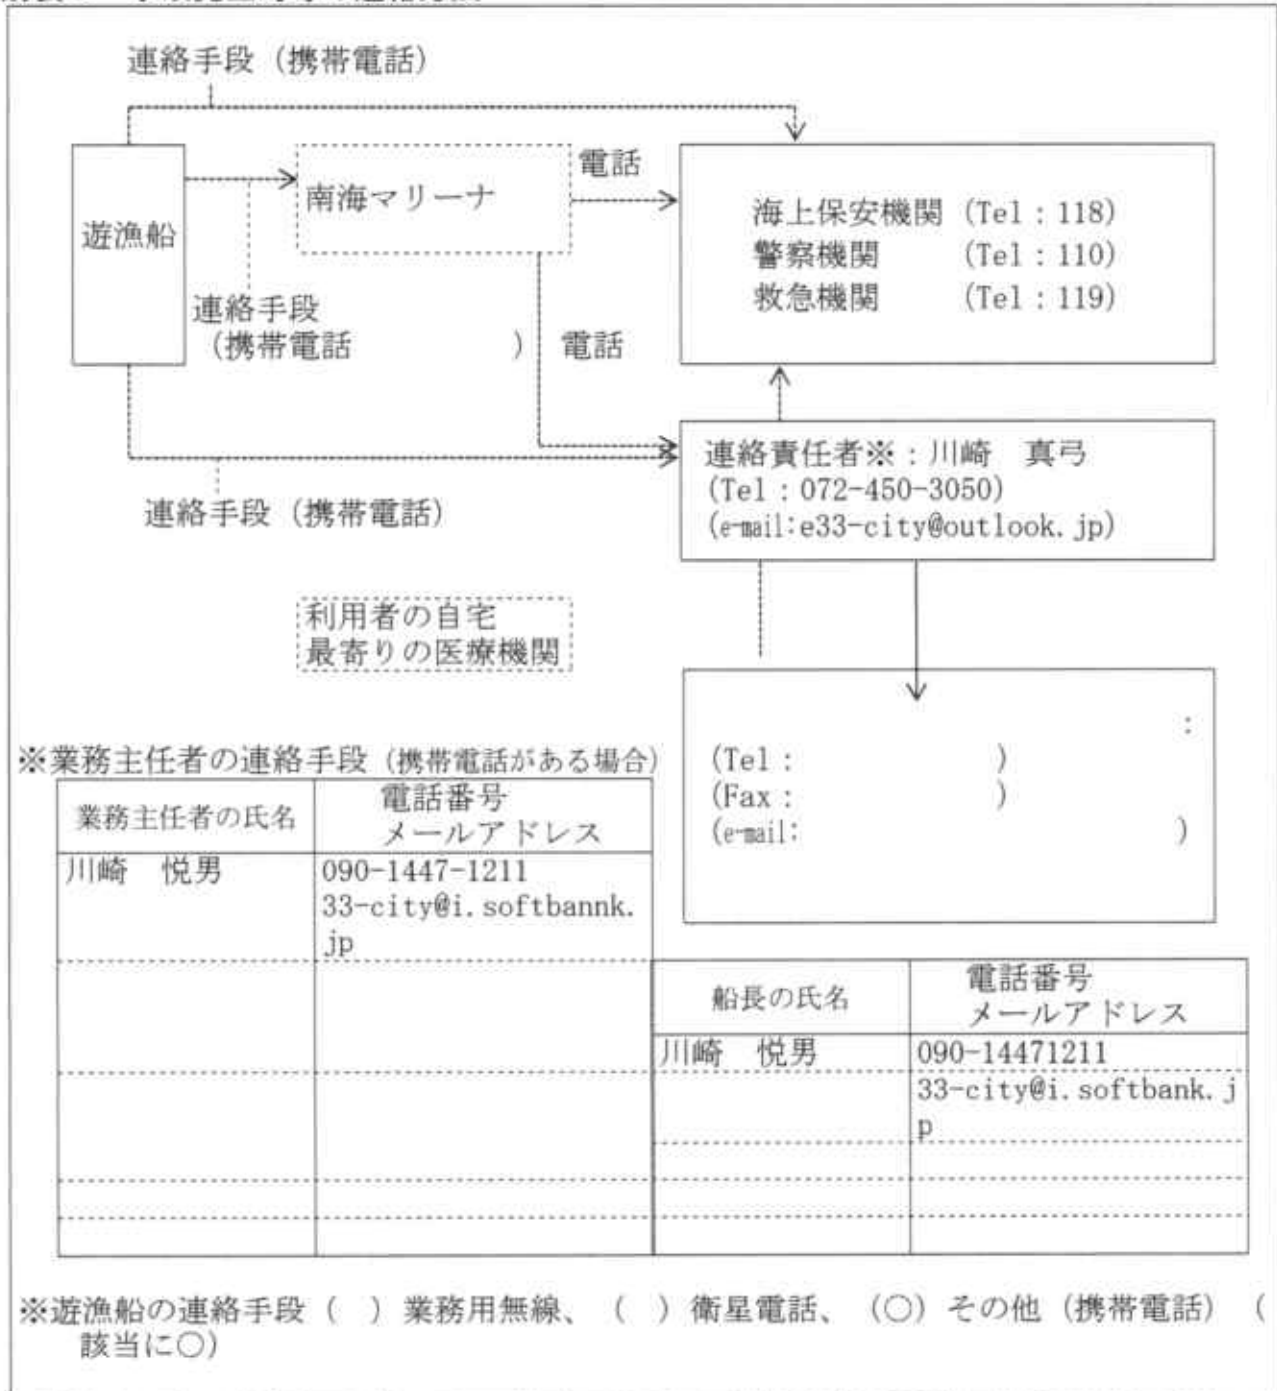 連絡手段（携帯電話）
遊漁船
南海マリーナ
電話
海上保安機関（Tel：118）
警察機関　　（Tel：110）
救急機関　　（Tel：119）
連絡手段
（携帯電話　　　　　）
電話
連絡責任者※：川崎　真弓
(Tel：072-450-3050)
(e-mail:e33-city@outlook.jp)
連絡手段（携帯電話）
利用者の自宅
最寄りの医療機関
：
(Tel：　　　　　)
(Fax：　　　　　)
(e-mail:　　　　　)
※業務主任者の連絡手段（携帯電話がある場合）
業務主任者の氏名
電話番号
メールアドレス
川崎　悦男
090-1447-1211
33-city@i.softbannk.
jp
船長の氏名
電話番号
メールアドレス
川崎　悦男
090-14471211
33-city@i.softbank.j
p
※遊漁船の連絡手段（　）業務用無線、（　）衛星電話、（○）その他（携帯電話）（
該当に○）